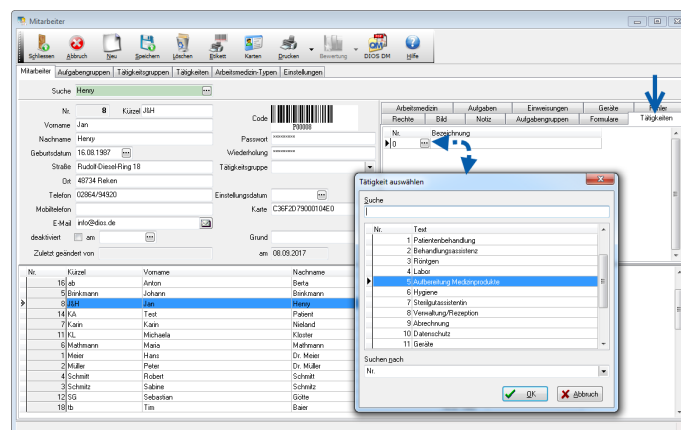 Mitarbeiter
Schliessen Abbruch Neu Speichern Löschen Etikett Karten Drucken Bewertung DIOS DM Hilfe
Mitarbeiter Aufgabengruppen Tätigkeitsgruppen Tätigkeiten Arbeitsmedizin-Typen Einstellungen
Suche Henry
Nr. 8 Kürzel J&H
Code P00008
Vorname Jan
Nachname Henry
Passwort ********
Geburtsdatum 16.08.1987
Wiederholung ********
Straße Rudolf-Diesel-Ring 18
Tätigkeitsgruppe
Ort 48734 Reken
Telefon 02864/94920
Einstellungsdatum
Mobiltelefon
Karte C36F2D79000104E0
E-Mail info@dios.de
deaktiviert am
Grund
Zuletzt geändert von
am 08.09.2017
Arbeitsmedizin Aufgaben Einweisungen Geräte
Rechte Bild Notiz Aufgabengruppen Formulare Tätigkeiten
Nr. Bezeichnung
0
Nr. Kürzel Vorname Nachname
16 ab Anton Berta
5 Brinkmann Johann Brinkmann
8 J&H Jan Henry
14 KA Test Patient
7 Karin Karin Nieland
11 KL Michaela Kloster
6 Mathmann Maria Mathmann
1 Meier Hans Dr. Meier
2 Müller Peter Dr. Müller
4 Schmitt Robert Schmitt
3 Schmitz Sabine Schmitz
12 SG Sebastian Götte
18 tb Tim Baier
Tätigkeit auswählen
Suche
Nr. Text
1 Patientenbehandlung
2 Behandlungsassistenz
3 Röntgen
4 Labor
5 Aufbereitung Medizinprodukte
6 Hygiene
7 Sterilgutassistentin
8 Verwaltung/Rezeption
9 Abrechnung
10 Datenschutz
11 Geräte
Suchen nach
Nr.
OK Abbruch